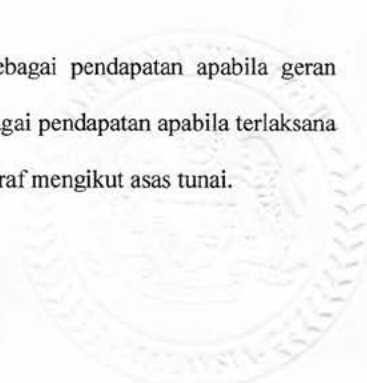 ebagai pendapatan apabila geran
gai pendapatan apabila terlaksana
raf mengikut asas tunai.